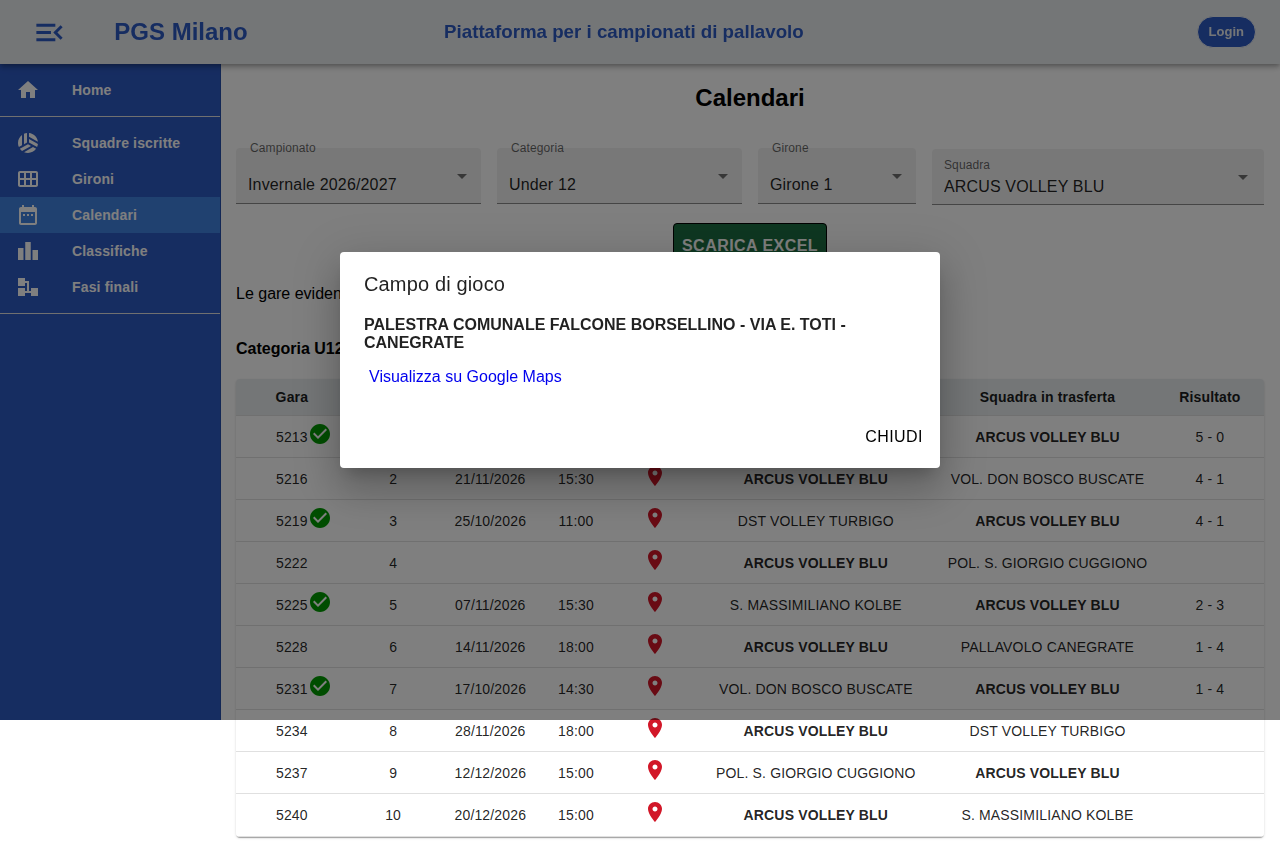 PGS Milano
Piattaforma per i campionati di pallavolo
Login
Home
Squadre iscritte
Gironi
Calendari
Classifiche
Fasi finali
Calendari
Campionato
Invernale 2026/2027
Categoria
Under 12
Girone
Girone 1
Squadra
ARCUS VOLLEY BLU
SCARICA EXCEL
Le gare eviden
Categoria U12
Campo di gioco
PALESTRA COMUNALE FALCONE BORSELLINO - VIA E. TOTI -
CANEGRATE
Visualizza su Google Maps
CHIUDI
Gara Squadra in trasferta Risultato
5213 ARCUS VOLLEY BLU 5 - 0
5216 2 21/11/2026 15:30 ARCUS VOLLEY BLU VOL. DON BOSCO BUSCATE 4 - 1
5219 3 25/10/2026 11:00 DST VOLLEY TURBIGO ARCUS VOLLEY BLU 4 - 1
5222 4 ARCUS VOLLEY BLU POL. S. GIORGIO CUGGIONO
5225 5 07/11/2026 15:30 S. MASSIMILIANO KOLBE ARCUS VOLLEY BLU 2 - 3
5228 6 14/11/2026 18:00 ARCUS VOLLEY BLU PALLAVOLO CANEGRATE 1 - 4
5231 7 17/10/2026 14:30 VOL. DON BOSCO BUSCATE ARCUS VOLLEY BLU 1 - 4
5234 8 28/11/2026 18:00 ARCUS VOLLEY BLU DST VOLLEY TURBIGO
5237 9 12/12/2026 15:00 POL. S. GIORGIO CUGGIONO ARCUS VOLLEY BLU
5240 10 20/12/2026 15:00 ARCUS VOLLEY BLU S. MASSIMILIANO KOLBE